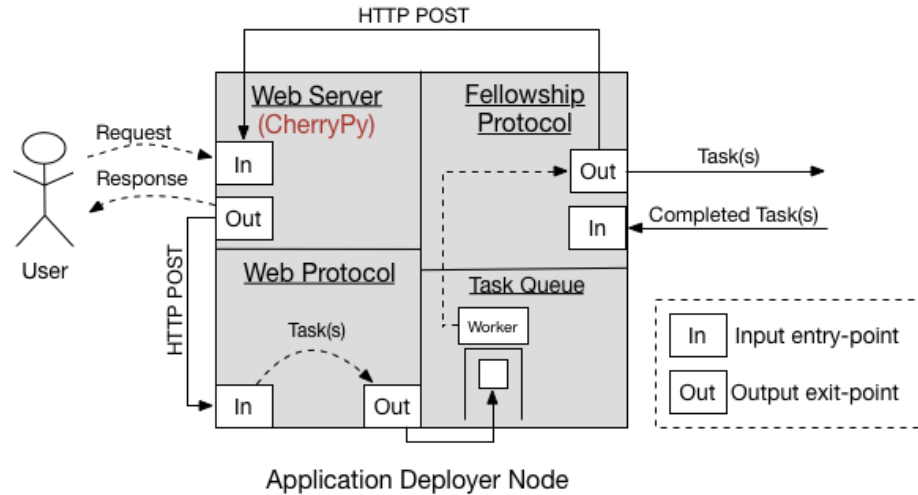 HTTP POST
Web Server
(CherryPy)
Fellowship
Protocol
Request
In
Out
Task(s)
Response
Out
In
Completed Task(s)
User
HTTP POST
Web Protocol
Task Queue
Task(s)
Worker
In
Out
In
Input entry-point
Out
Output exit-point
Application Deployer Node